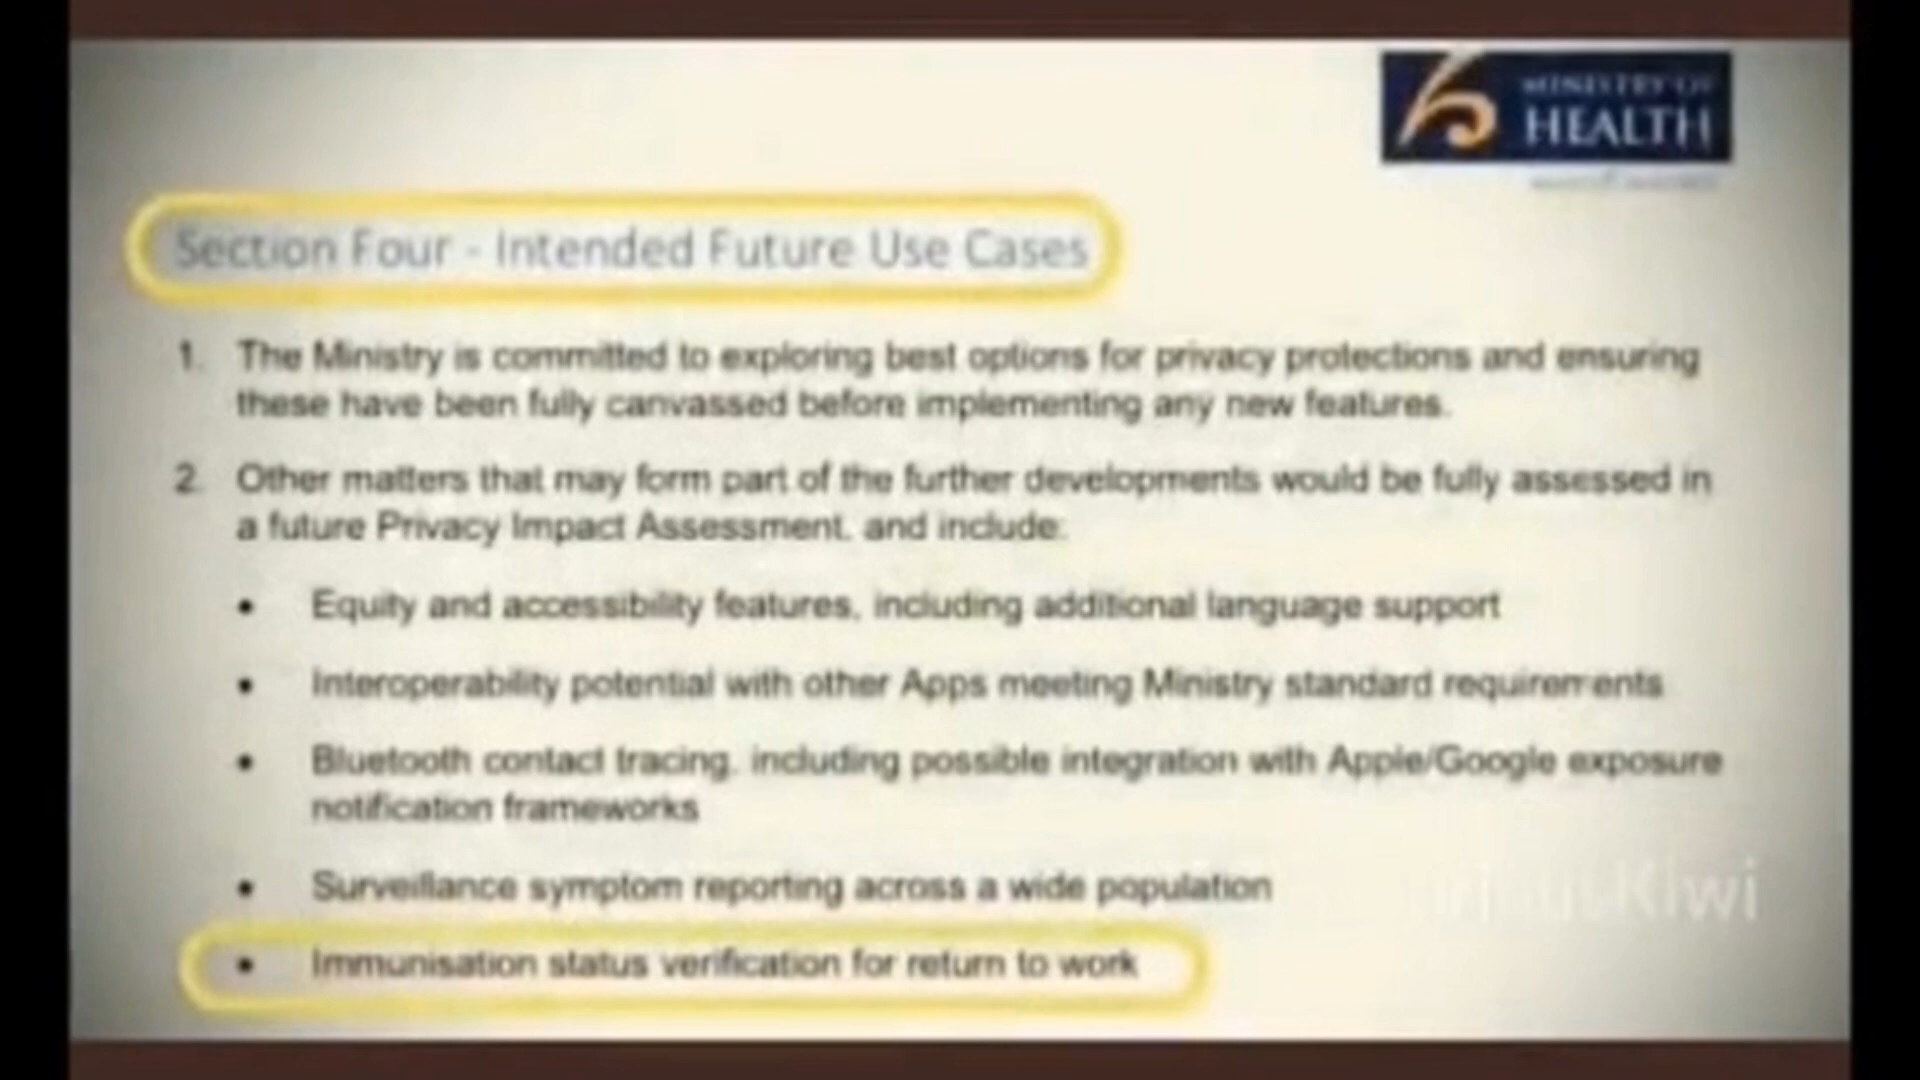 MINISTRY OF
HEALTH
Section Four - Intended Future Use Cases
1. The Ministry is committed to exploring best options for privacy protections and ensuring
these have been fully canvassed before implementing any new features.
2. Other matters that may form part of the further developments would be fully assessed in
a future Privacy Impact Assessment, and include:
• Equity and accessibility features, including additional language support
• Interoperability potential with other Apps meeting Ministry standard requirements
• Bluetooth contact tracing, including possible integration with Apple/Google exposure
notification frameworks
• Surveillance symptom reporting across a wide population
Kiwi
• Immunisation status verification for return to work